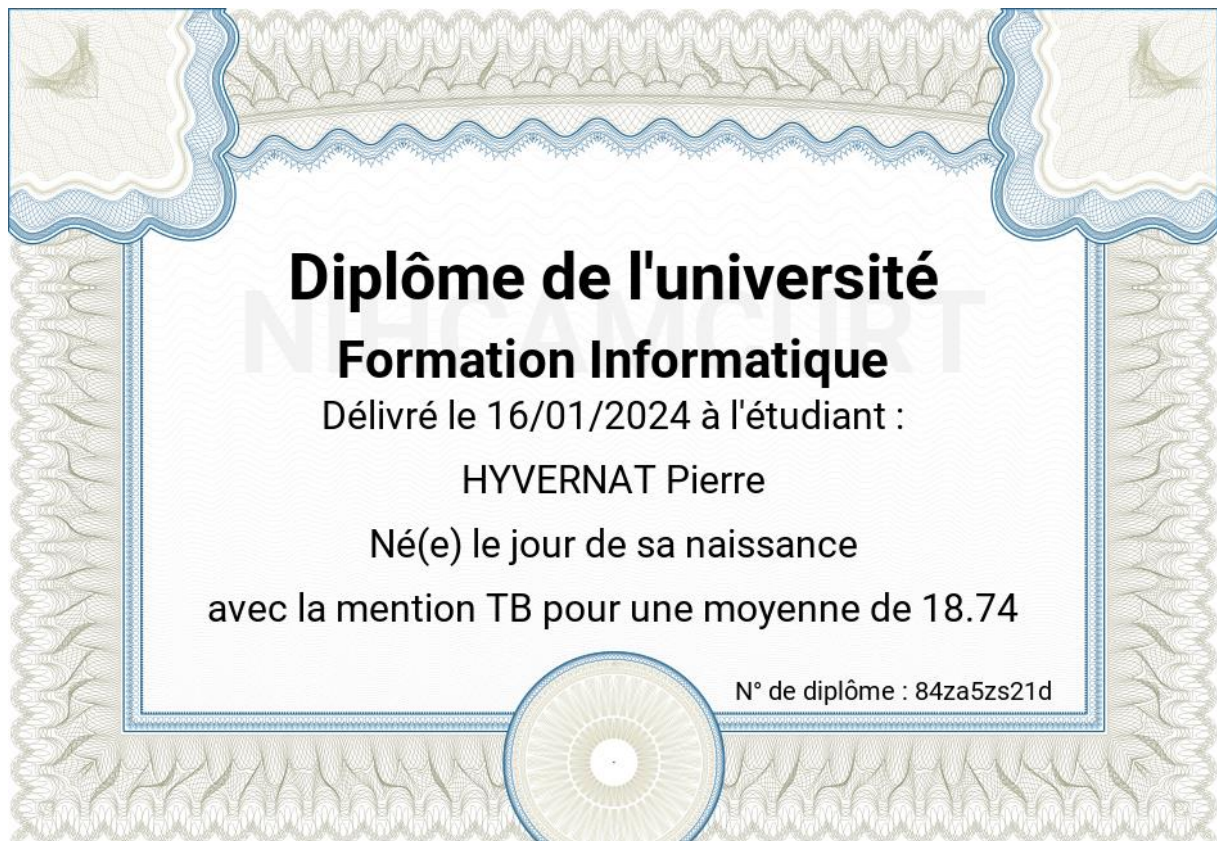 Diplôme de l'université
NIHCAMCURT
Formation Informatique
Délivré le 16/01/2024 à l'étudiant :
HYVERNAT Pierre
Né(e) le jour de sa naissance
avec la mention TB pour une moyenne de 18.74
N° de diplôme : 84za5zs21d